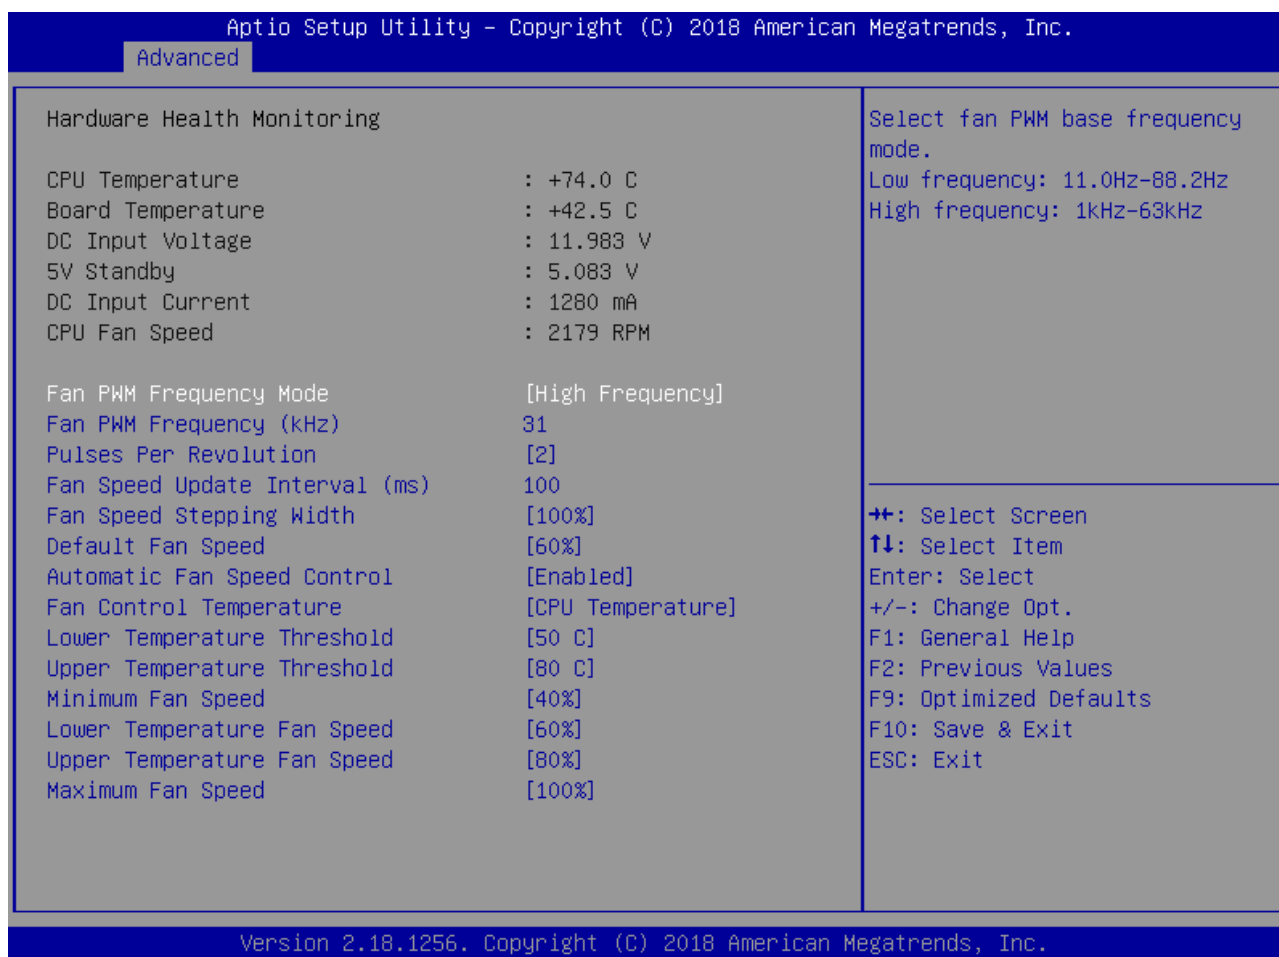 Aptio Setup Utility – Copyright (C) 2018 American Megatrends, Inc.
Advanced
Hardware Health Monitoring
CPU Temperature : +74.0 C
Board Temperature : +42.5 C
DC Input Voltage : 11.983 V
5V Standby : 5.083 V
DC Input Current : 1280 mA
CPU Fan Speed : 2179 RPM
Fan PWM Frequency Mode [High Frequency]
Fan PWM Frequency (kHz) 31
Pulses Per Revolution [2]
Fan Speed Update Interval (ms) 100
Fan Speed Stepping Width [100%]
Default Fan Speed [60%]
Automatic Fan Speed Control [Enabled]
Fan Control Temperature [CPU Temperature]
Lower Temperature Threshold [50 C]
Upper Temperature Threshold [80 C]
Minimum Fan Speed [40%]
Lower Temperature Fan Speed [60%]
Upper Temperature Fan Speed [80%]
Maximum Fan Speed [100%]
Select fan PWM base frequency
mode.
Low frequency: 11.0Hz-88.2Hz
High frequency: 1kHz-63kHz
→←: Select Screen
↑↓: Select Item
Enter: Select
+/-: Change Opt.
F1: General Help
F2: Previous Values
F9: Optimized Defaults
F10: Save & Exit
ESC: Exit
Version 2.18.1256. Copyright (C) 2018 American Megatrends, Inc.